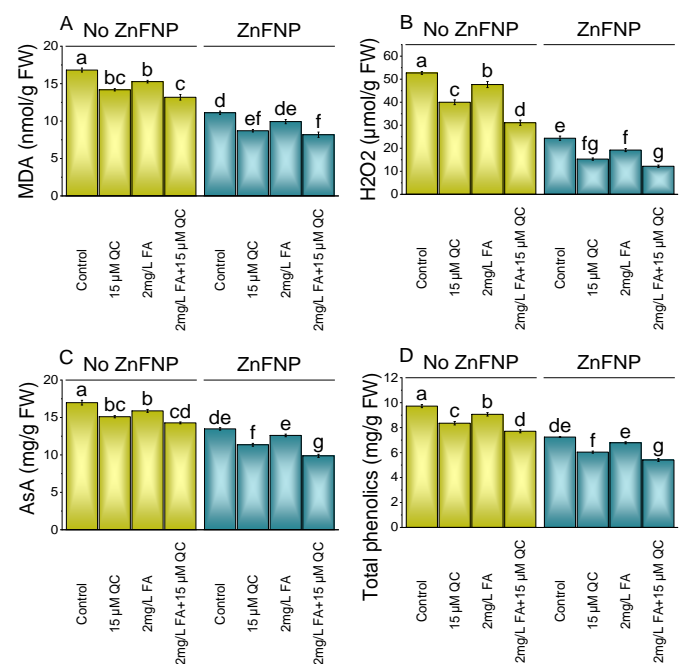 A
No ZnFNP
ZnFNP
MDA (nmol/g FW)
20
15
10
5
0
a
bc
b
c
d
ef
de
f
Control
15 µM QC
2mg/L FA
2mg/L FA+15 µM QC
Control
15 µM QC
2mg/L FA
2mg/L FA+15 µM QC
B
No ZnFNP
ZnFNP
H2O2 (µmol/g FW)
60
50
40
30
20
10
0
a
c
b
d
e
fg
f
g
Control
15 µM QC
2mg/L FA
2mg/L FA+15 µM QC
Control
15 µM QC
2mg/L FA
2mg/L FA+15 µM QC
C
No ZnFNP
ZnFNP
AsA (mg/g FW)
20
15
10
5
0
a
bc
b
cd
de
f
e
g
Control
15 µM QC
2mg/L FA
2mg/L FA+15 µM QC
Control
15 µM QC
2mg/L FA
2mg/L FA+15 µM QC
D
No ZnFNP
ZnFNP
Total phenolics (mg/g FW)
12
10
8
6
4
2
0
a
c
b
d
de
f
e
g
Control
15 µM QC
2mg/L FA
2mg/L FA+15 µM QC
Control
15 µM QC
2mg/L FA
2mg/L FA+15 µM QC